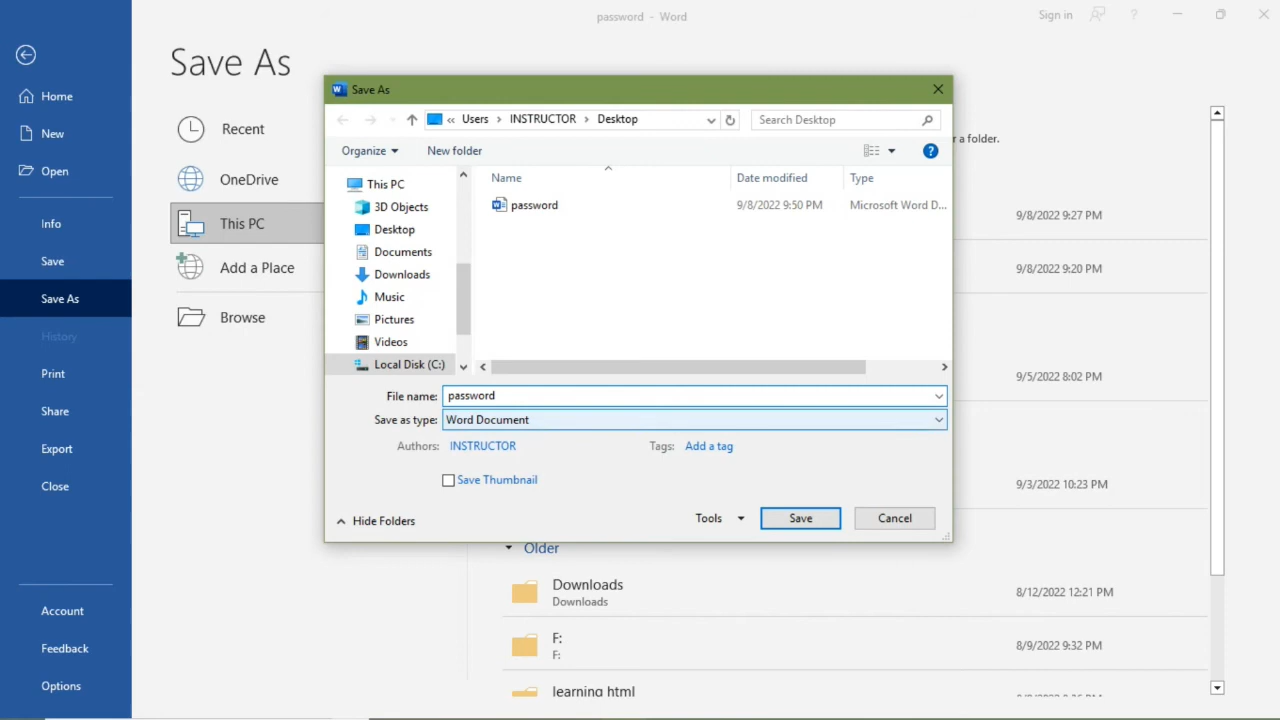 password - Word
Sign in
?
Save As
Home
New
Open
Info
Save
Save As
History
Print
Share
Export
Close
Account
Feedback
Options
Recent
OneDrive
This PC
Add a Place
Browse
W Save As
« Users > INSTRUCTOR > Desktop
Search Desktop
Organize
New folder
?
This PC
3D Objects
Desktop
Documents
Downloads
Music
Pictures
Videos
Local Disk (C:)
Name Date modified Type
password 9/8/2022 9:50 PM Microsoft Word D...
File name: password
Save as type: Word Document
Authors: INSTRUCTOR Tags: Add a tag
Save Thumbnail
Hide Folders
Tools
Save
Cancel
r a folder.
9/8/2022 9:27 PM
9/8/2022 9:20 PM
9/5/2022 8:02 PM
9/3/2022 10:23 PM
Older
Downloads 8/12/2022 12:21 PM
Downloads
F: 8/9/2022 9:32 PM
F:
learning html